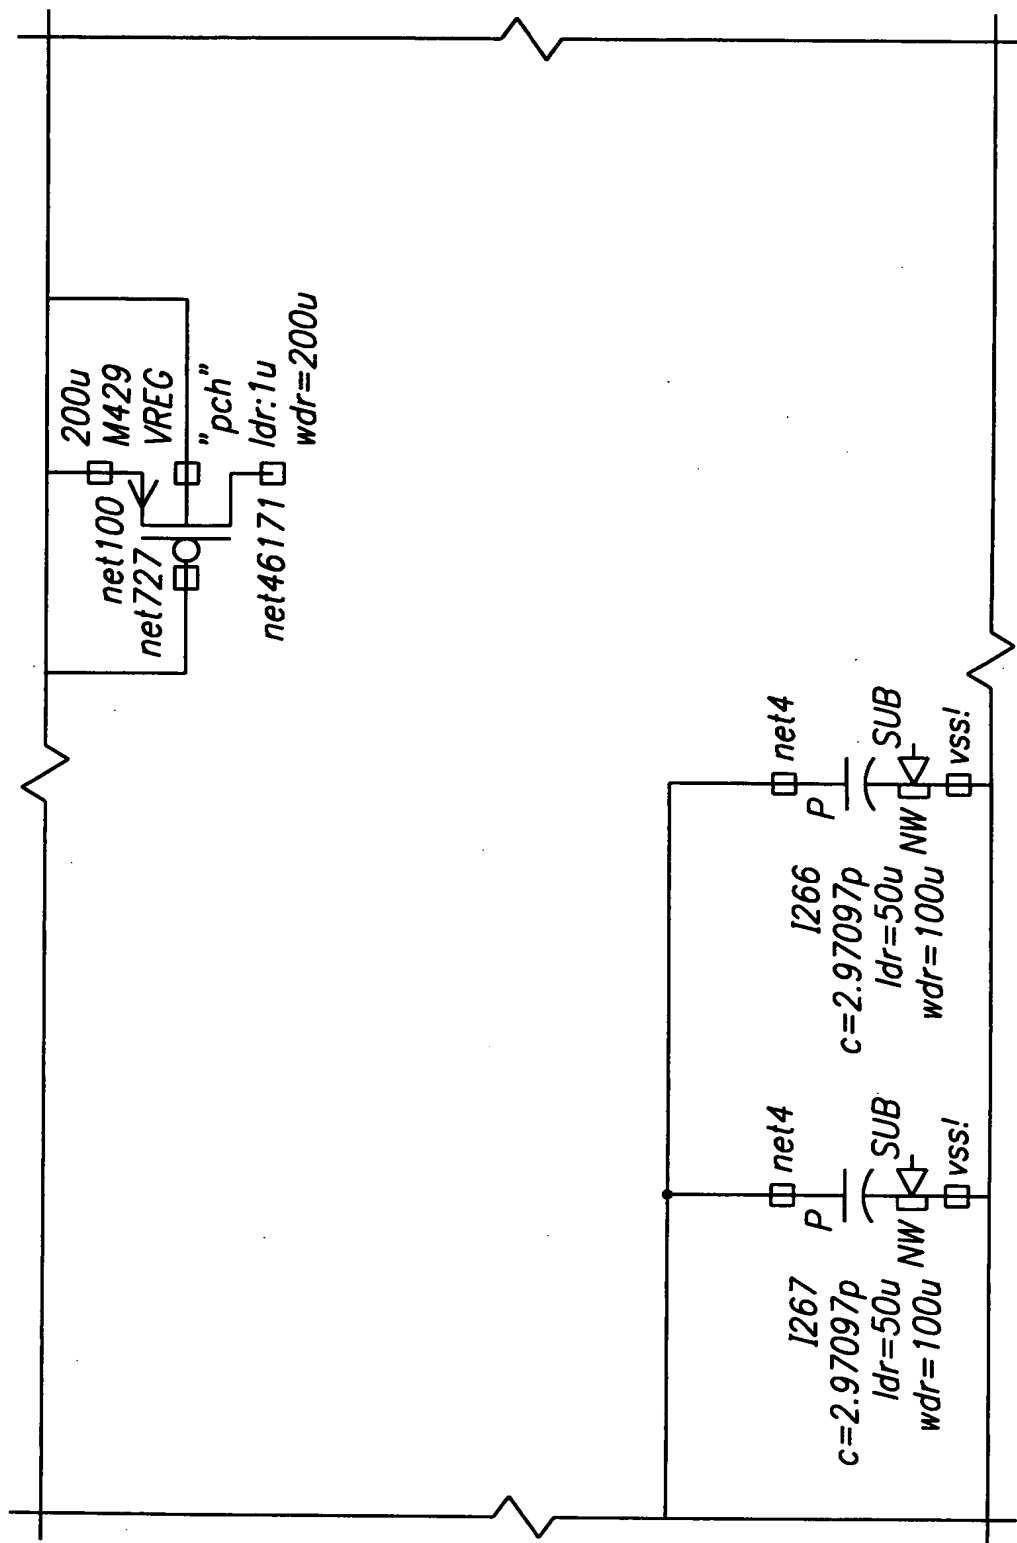 200u
M429
VREG
"pch"
ldr:1u
wdr=200u
net100
net727
net46171
net4
P
SUB
NW
vss!
I266
c=2.97097p
ldr=50u
wdr=100u
net4
P
SUB
NW
vss!
I267
c=2.97097p
ldr=50u
wdr=100u